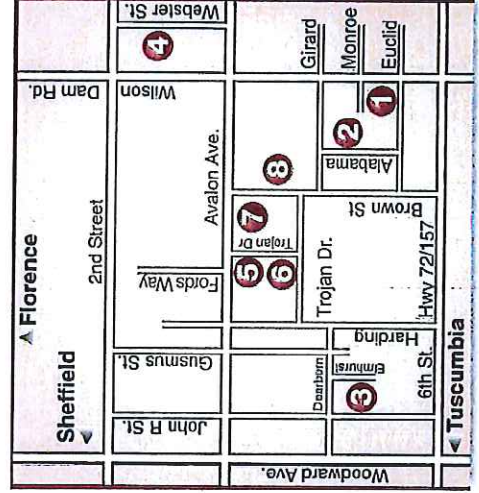 Webster St.
4
Girard
Monroe
Euclid
Dam Rd.
Wilson
1
2
▲ Florence
2nd Street
Avalon Ave.
8
Alabama
7
Trojan Dr
Brown St
Fords Way
5
6
Trojan Dr.
Hwy 72/157
Sheffield
Gusmus St.
Dearborn
Elmhurst
Harding
6th St.
3
John R St.
Tuscumbia
Woodward Ave.